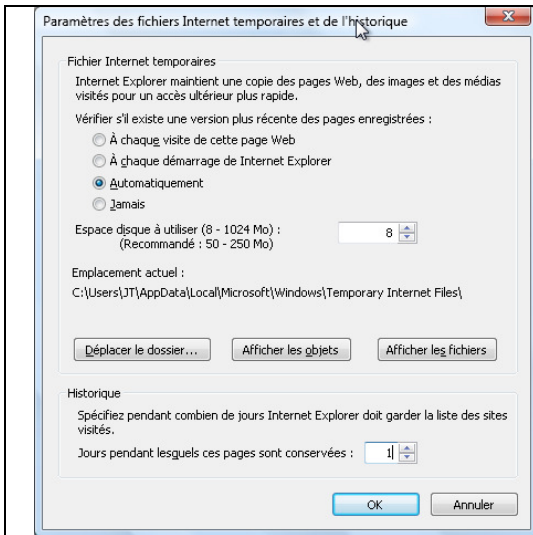 Paramètres des fichiers Internet temporaires et de l'historique
Fichier Internet temporaires
Internet Explorer maintient une copie des pages Web, des images et des médias
visités pour un accès ultérieur plus rapide.
Vérifier s'il existe une version plus récente des pages enregistrées :
À chaque visite de cette page Web
À chaque démarrage de Internet Explorer
Automatiquement
Jamais
Espace disque à utiliser (8 - 1024 Mo) : 8
(Recommandé : 50 - 250 Mo)
Emplacement actuel :
C:\Users\JT\AppData\Local\Microsoft\Windows\Temporary Internet Files\
Déplacer le dossier... Afficher les objets Afficher les fichiers
Historique
Spécifiez pendant combien de jours Internet Explorer doit garder la liste des sites
visités.
Jours pendant lesquels ces pages sont conservées : 1
OK Annuler